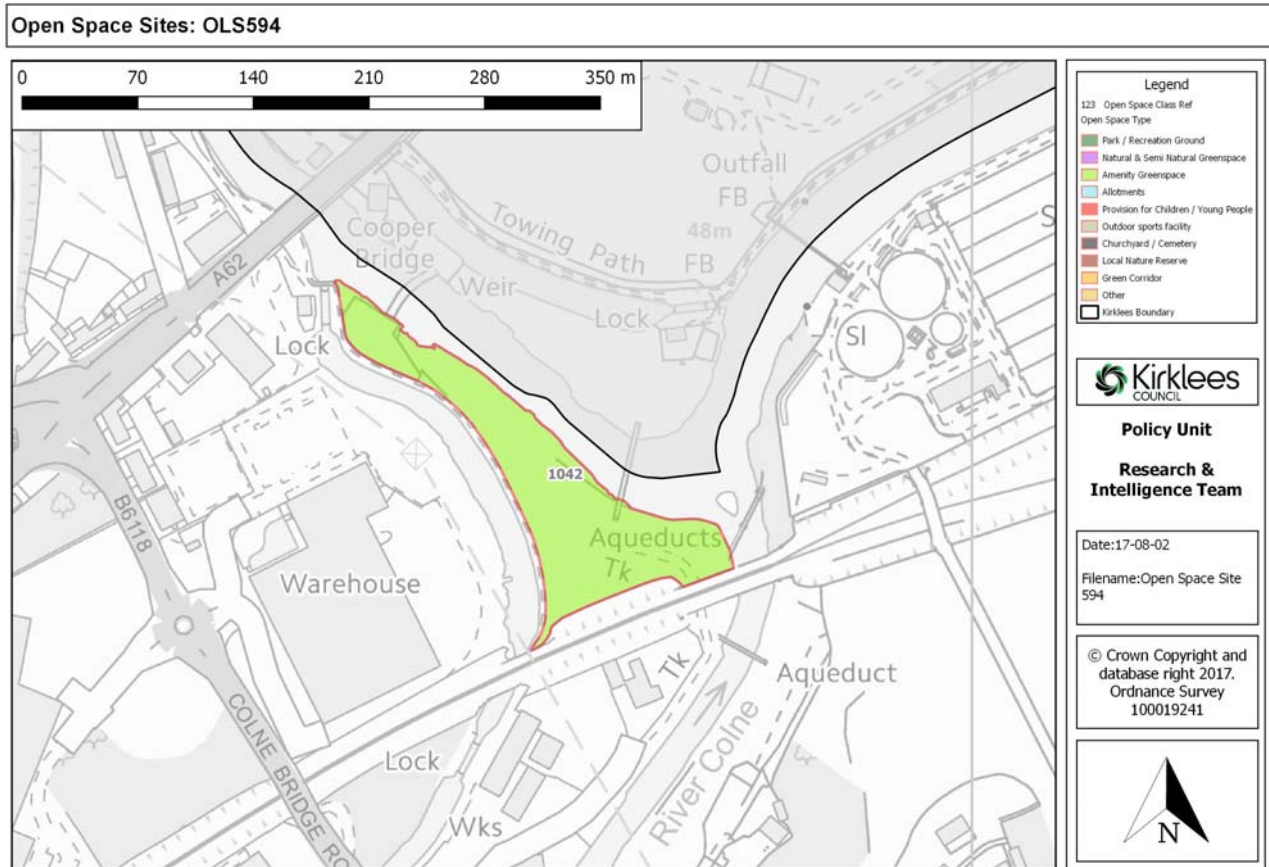 Open Space Sites: OLS594
0 70 140 210 280 350 m
Outfall
FB
Towing Path
48m
FB
Cooper
Bridge
Weir
A62
Lock
Lock
Sl
S
1042
B6118
Aqueducts
Tk
Warehouse
Tk
Aqueduct
COLNE BRIDGE RO
Lock
River Colne
Wks
Legend
123 Open Space Class Ref
Open Space Type
Park / Recreation Ground
Natural & Semi Natural Greenspace
Amenity Greenspace
Allotments
Provision for Children / Young People
Outdoor sports facility
Churchyard / Cemetery
Local Nature Reserve
Green Corridor
Other
Kirklees Boundary
Kirklees
COUNCIL
Policy Unit
Research &
Intelligence Team
Date:17-08-02
Filename:Open Space Site
594
© Crown Copyright and
database right 2017.
Ordnance Survey
100019241
N